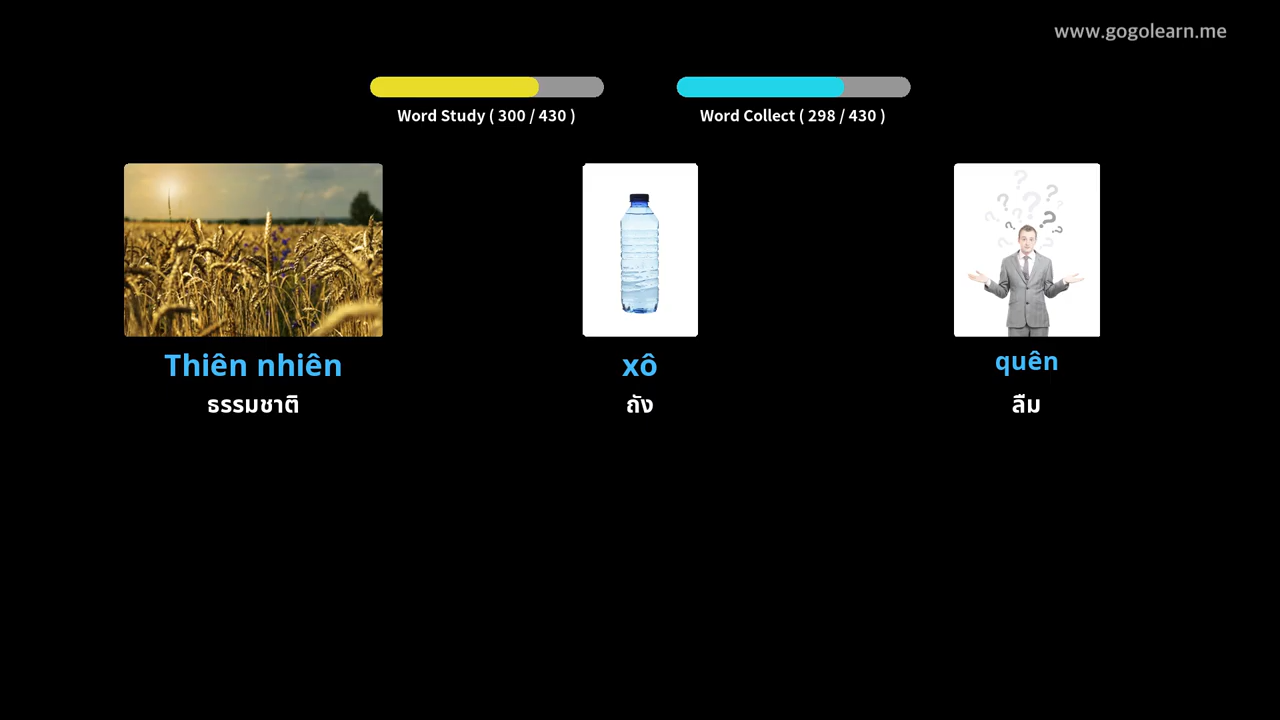 www.gogolearn.me
Word Study ( 300 / 430 )
Word Collect ( 298 / 430 )
Thiên nhiên
ธรรมชาติ
xô
ถัง
quên
ลืม